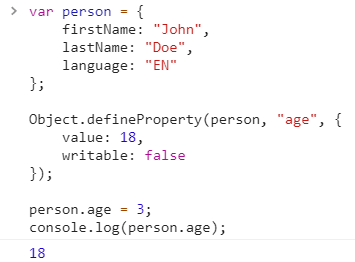 > var person = {
    firstName: "John",
    lastName: "Doe",
    language: "EN"
};

Object.defineProperty(person, "age", {
    value: 18,
    writable: false
});

person.age = 3;
console.log(person.age);
18